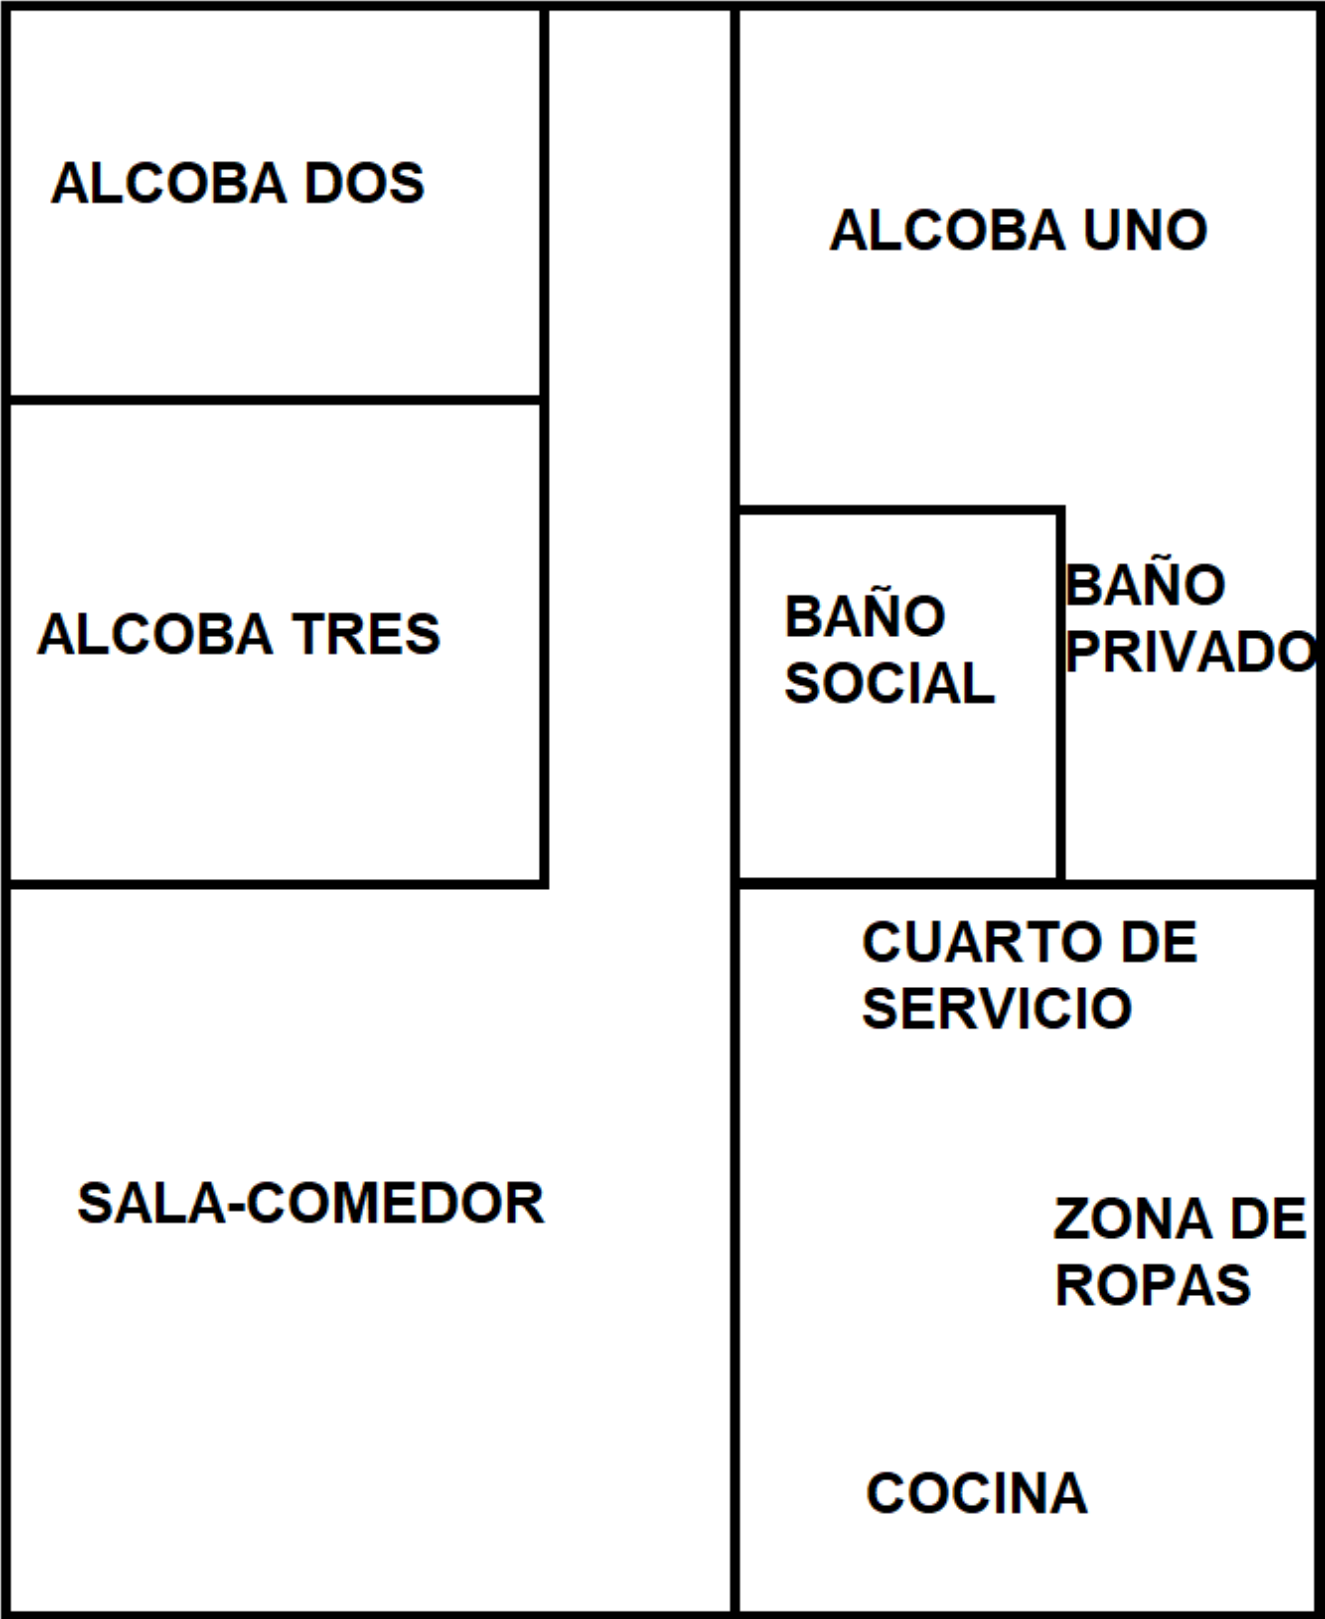 ALCOBA DOS
ALCOBA UNO
ALCOBA TRES
BAÑO
SOCIAL
BAÑO
PRIVADO
CUARTO DE
SERVICIO
SALA-COMEDOR
ZONA DE
ROPAS
COCINA